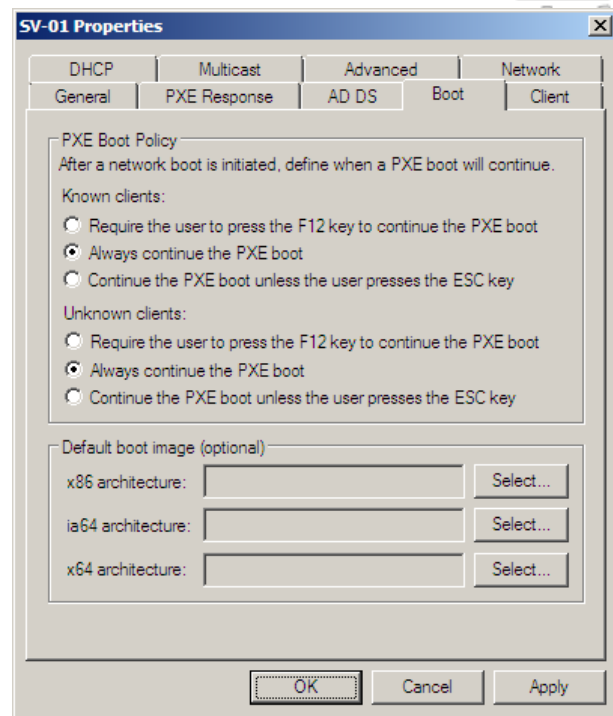 SV-01 Properties
DHCP Multicast Advanced Network
General PXE Response AD DS Boot Client
PXE Boot Policy
After a network boot is initiated, define when a PXE boot will continue.
Known clients:
Require the user to press the F12 key to continue the PXE boot
Always continue the PXE boot
Continue the PXE boot unless the user presses the ESC key
Unknown clients:
Require the user to press the F12 key to continue the PXE boot
Always continue the PXE boot
Continue the PXE boot unless the user presses the ESC key
Default boot image (optional)
x86 architecture: Select...
ia64 architecture: Select...
x64 architecture: Select...
OK Cancel Apply